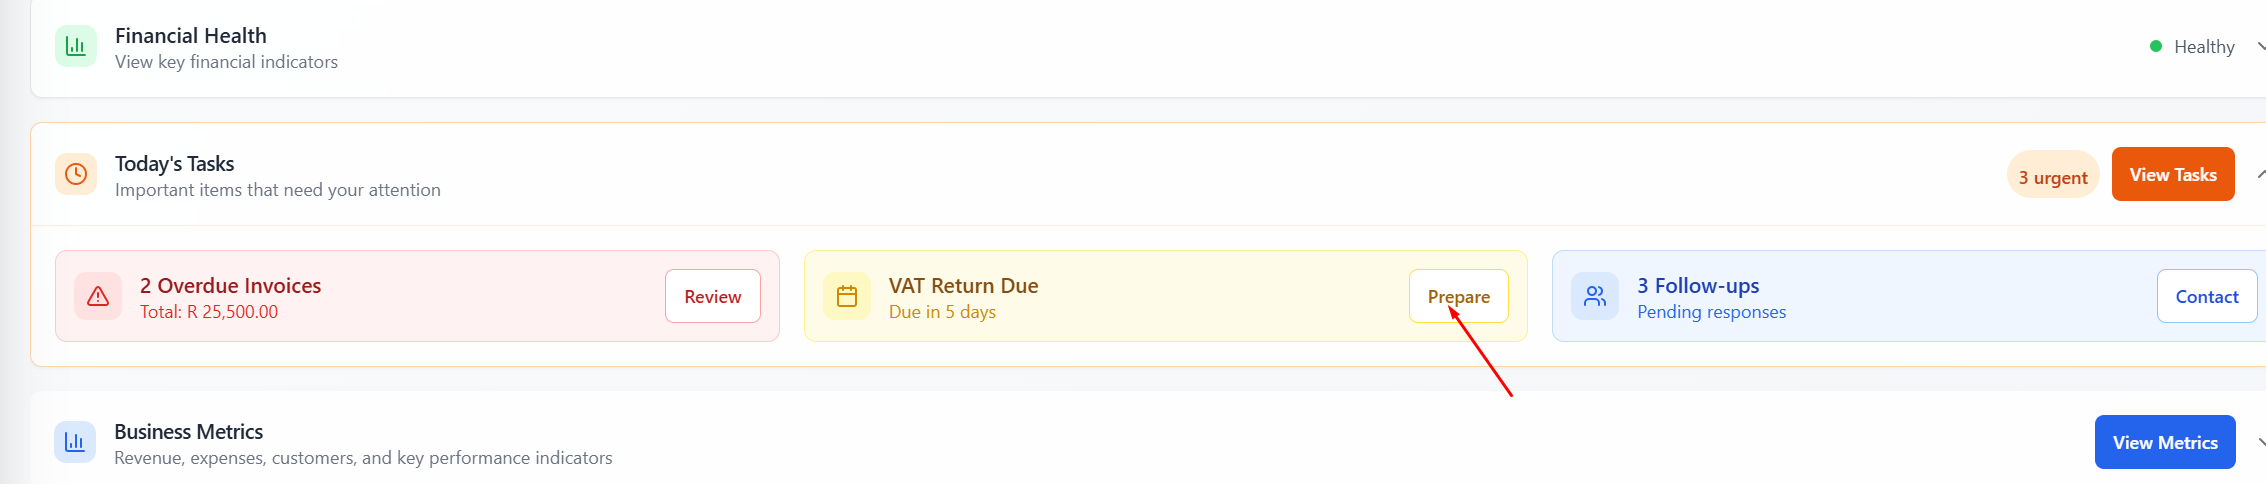 Financial Health
View key financial indicators
Healthy
Today's Tasks
Important items that need your attention
3 urgent
View Tasks
2 Overdue Invoices
Total: R 25,500.00
Review
VAT Return Due
Due in 5 days
Prepare
3 Follow-ups
Pending responses
Contact
Business Metrics
Revenue, expenses, customers, and key performance indicators
View Metrics